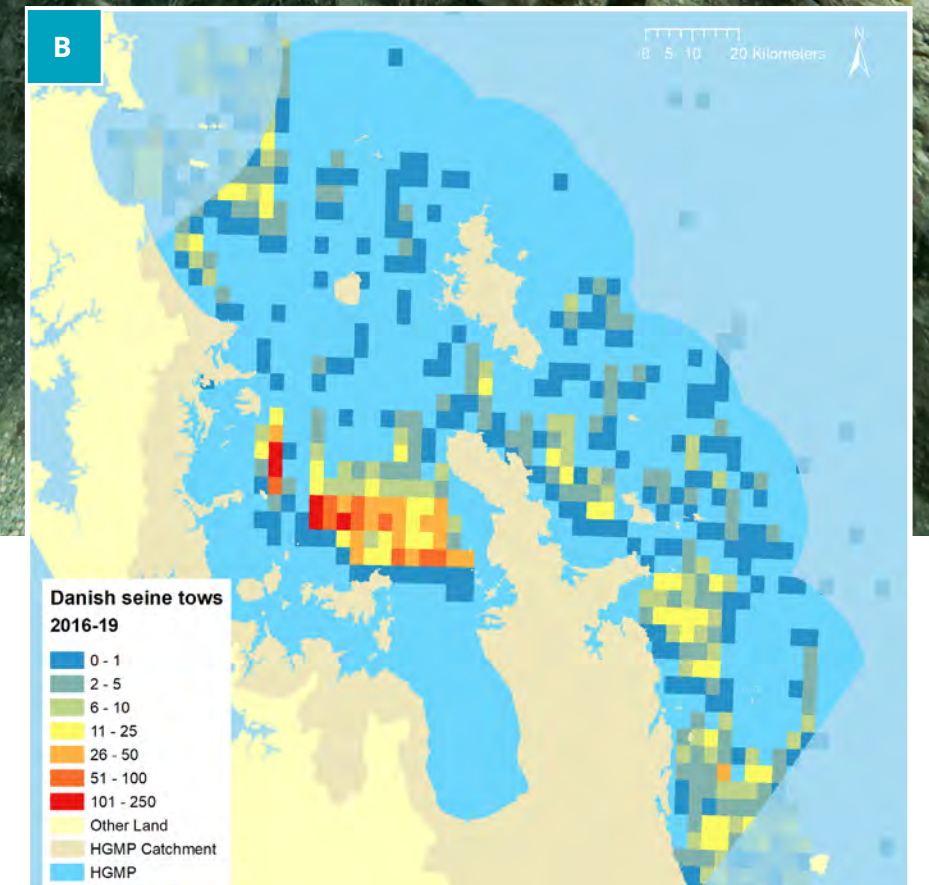 B
N
0 5 10 20 Kilometers
Danish seine tows
2016-19
0 - 1
2 - 5
6 - 10
11 - 25
26 - 50
51 - 100
101 - 250
Other Land
HGMP Catchment
HGMP